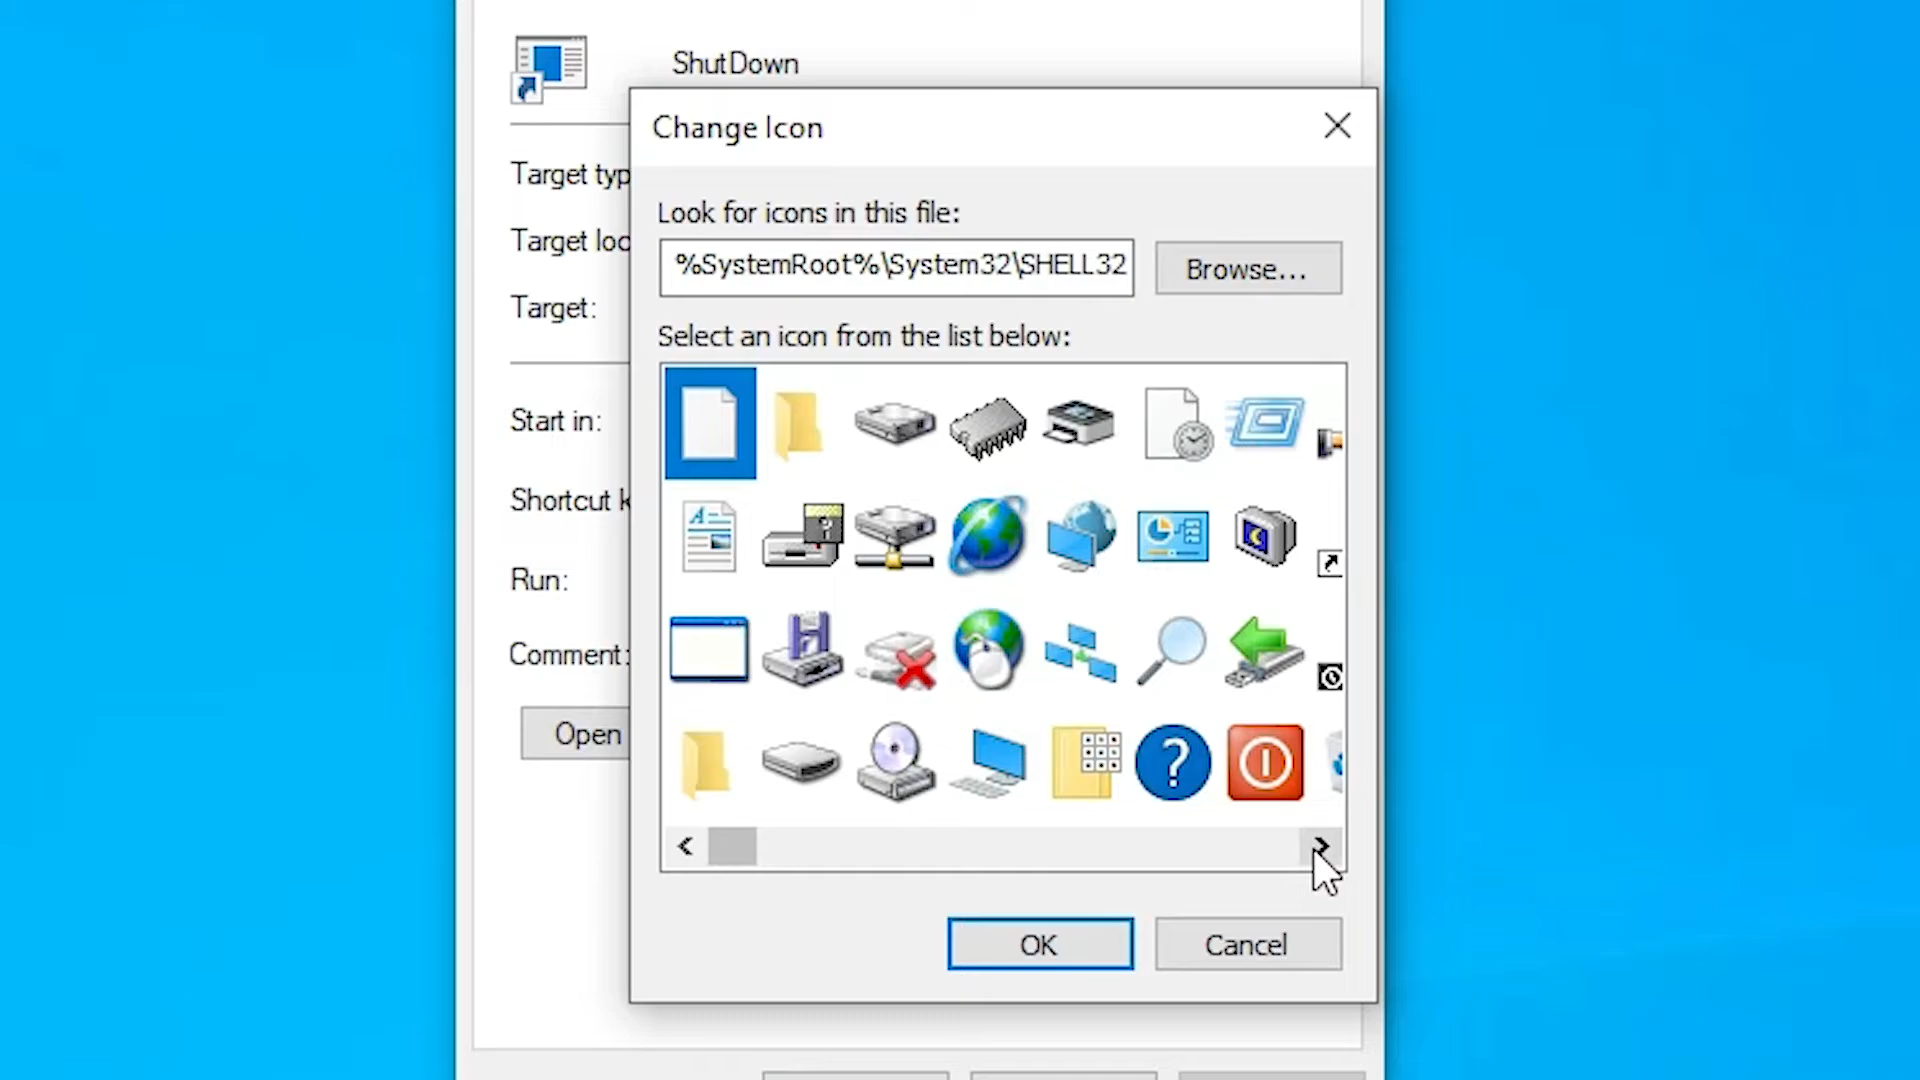 ShutDown
Change Icon
Target typ
Look for icons in this file:
Target loc
%SystemRoot%\System32\SHELL32
Browse...
Target:
Select an icon from the list below:
Start in:
Shortcut k
Run:
Comment:
Open
OK
Cancel